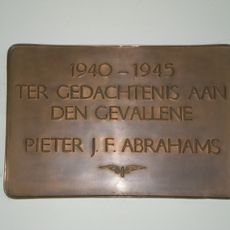 1940 - 1945
TER GEDACHTENIS AAN
DEN GEVALLENE
PIETER J. F. ABRAHAMS